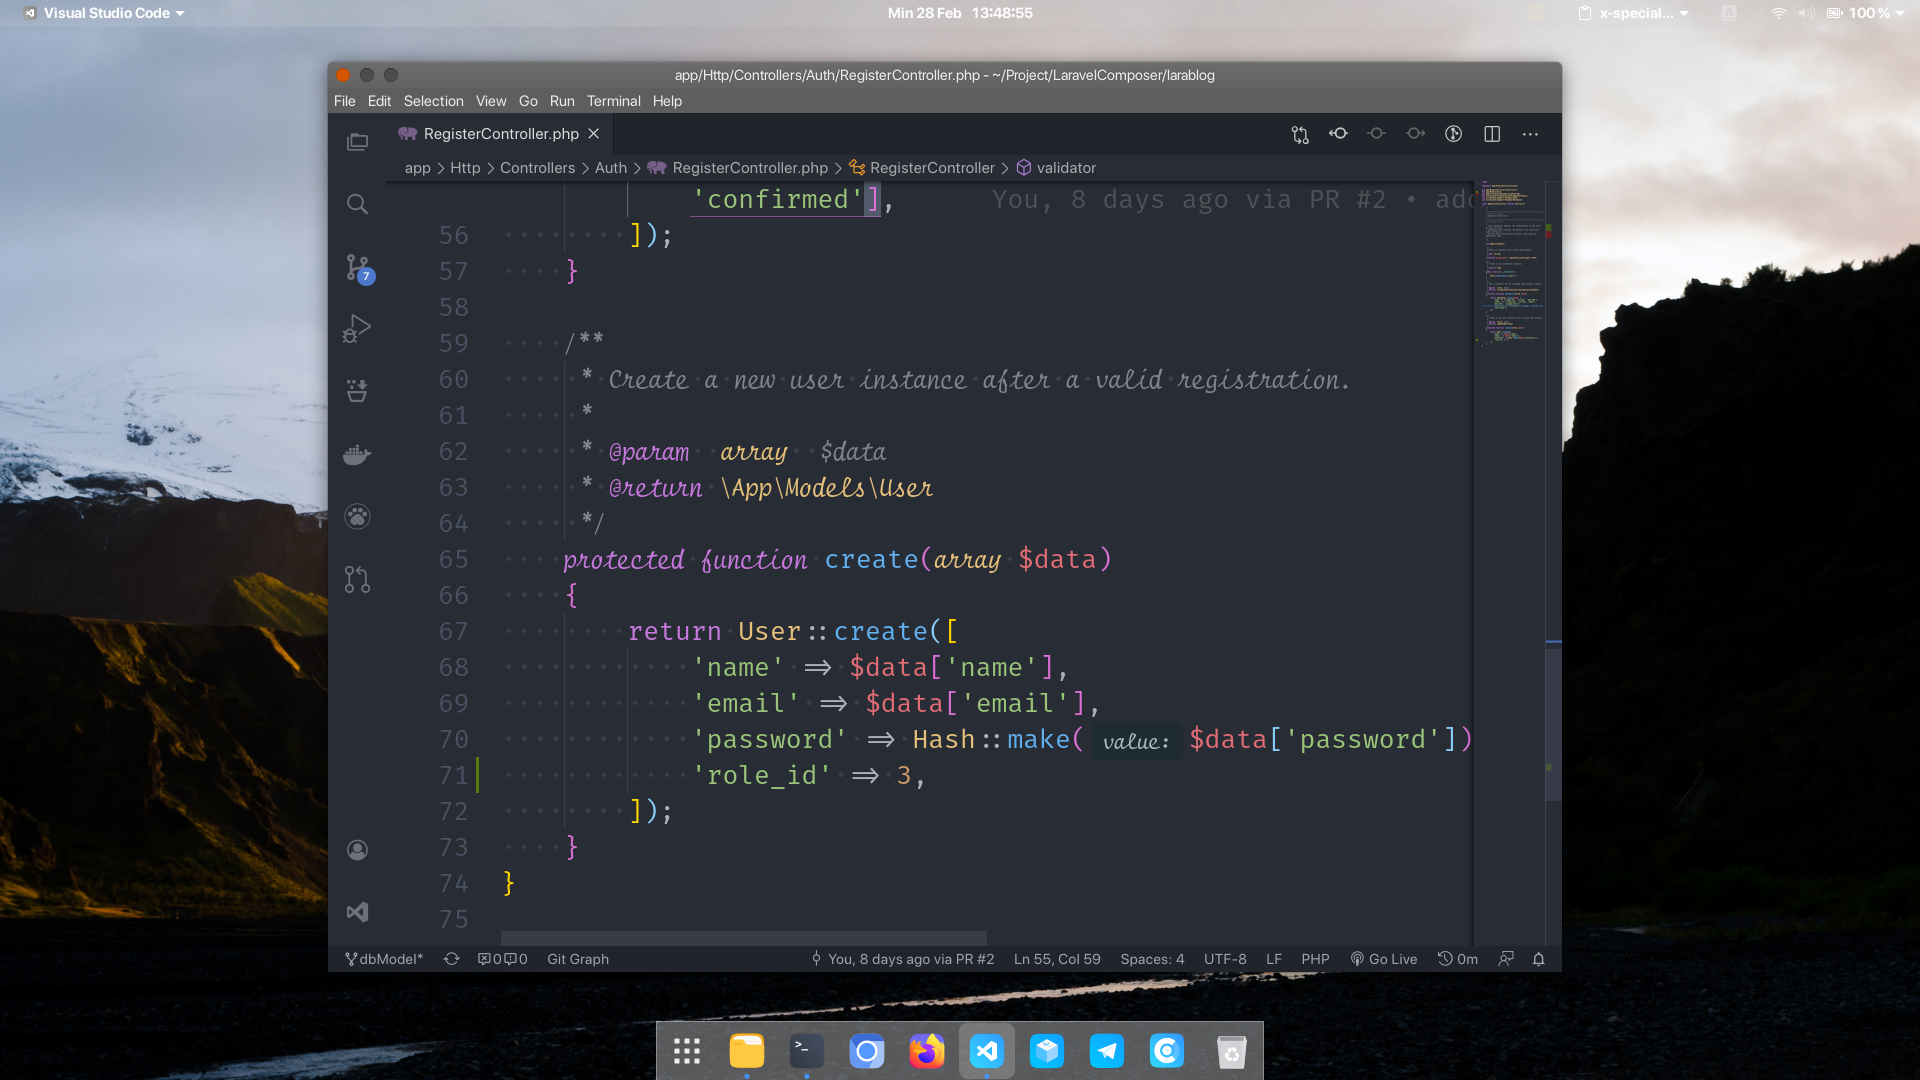 Visual Studio Code
Min 28 Feb 13:48:55
x-special...
100 %
app/Http/Controllers/Auth/RegisterController.php - ~/Project/LaravelComposer/larablog
File Edit Selection View Go Run Terminal Help
RegisterController.php
app > Http > Controllers > Auth > RegisterController.php > RegisterController > validator
'confirmed'], You, 8 days ago via PR #2 •
56 ]);
57 }
58
59 /**
60 * Create a new user instance after a valid registration.
61 *
62 * @param array $data
63 * @return \App\Models\User
64 */
65 protected function create(array $data)
66 {
67 return User::create([
68 'name' => $data['name'],
69 'email' => $data['email'],
70 'password' => Hash::make( value: $data['password'])
71 'role_id' => 3,
72 ]);
73 }
74 }
75
7
dbModel* 0 0 Git Graph You, 8 days ago via PR #2 Ln 55, Col 59 Spaces: 4 UTF-8 LF PHP Go Live 0m